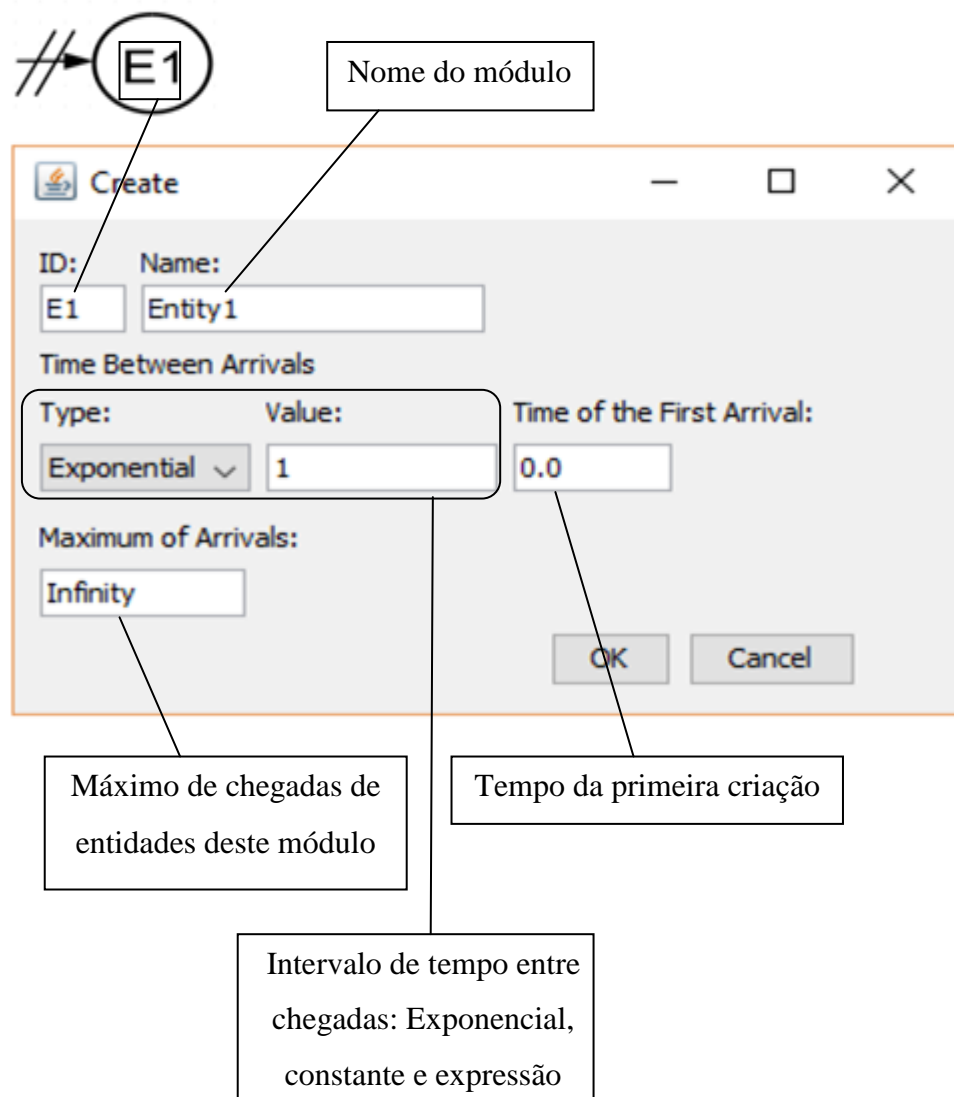 E1
Nome do módulo
Create
ID: Name:
E1 Entity1
Time Between Arrivals
Type: Value: Time of the First Arrival:
Exponential 1 0.0
Maximum of Arrivals:
Infinity
OK Cancel
Máximo de chegadas de
entidades deste módulo
Tempo da primeira criação
Intervalo de tempo entre
chegadas: Exponencial,
constante e expressão